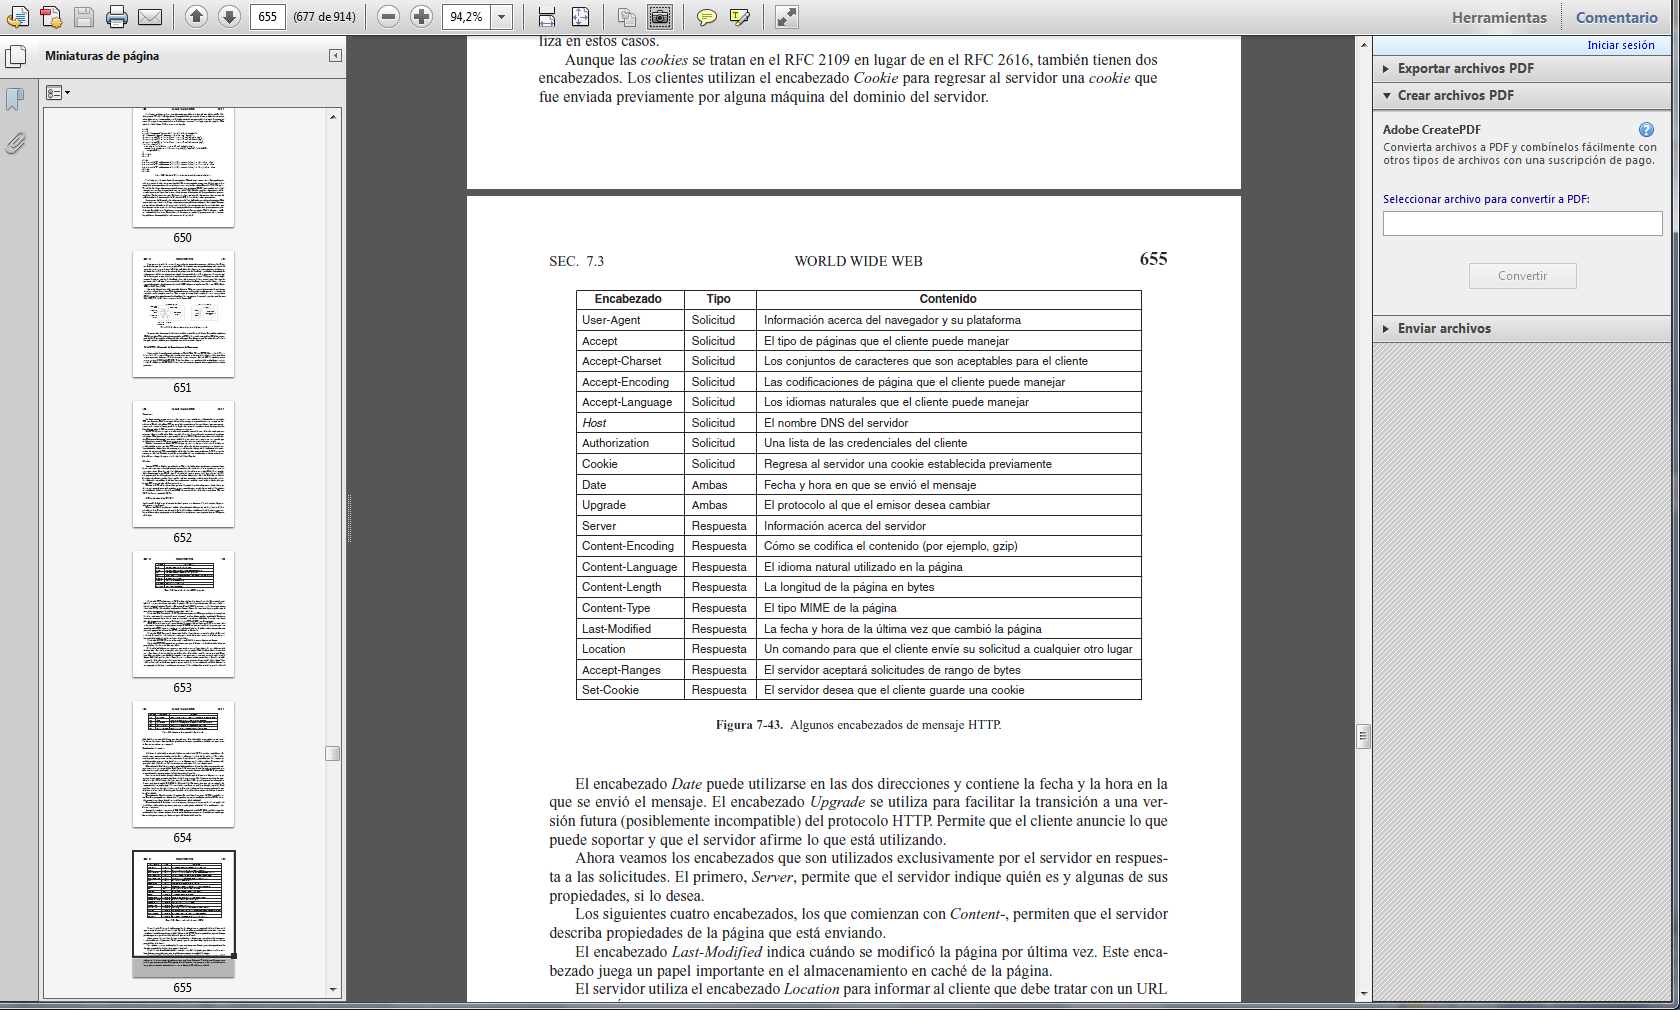 655
(677 de 914)
94,2%
Herramientas
Comentario
Miniaturas de página
650
651
652
653
654
655
liza en estos casos.
Aunque las cookies se tratan en el RFC 2109 en lugar de en el RFC 2616, también tienen dos
encabezados. Los clientes utilizan el encabezado Cookie para regresar al servidor una cookie que
fue enviada previamente por alguna máquina del dominio del servidor.
SEC. 7.3 WORLD WIDE WEB 655
Encabezado Tipo Contenido
User-Agent Solicitud Información acerca del navegador y su plataforma
Accept Solicitud El tipo de páginas que el cliente puede manejar
Accept-Charset Solicitud Los conjuntos de caracteres que son aceptables para el cliente
Accept-Encoding Solicitud Las codificaciones de página que el cliente puede manejar
Accept-Language Solicitud Los idiomas naturales que el cliente puede manejar
Host Solicitud El nombre DNS del servidor
Authorization Solicitud Una lista de las credenciales del cliente
Cookie Solicitud Regresa al servidor una cookie establecida previamente
Date Ambas Fecha y hora en que se envió el mensaje
Upgrade Ambas El protocolo al que el emisor desea cambiar
Server Respuesta Información acerca del servidor
Content-Encoding Respuesta Cómo se codifica el contenido (por ejemplo, gzip)
Content-Language Respuesta El idioma natural utilizado en la página
Content-Length Respuesta La longitud de la página en bytes
Content-Type Respuesta El tipo MIME de la página
Last-Modified Respuesta La fecha y hora de la última vez que cambió la página
Location Respuesta Un comando para que el cliente envíe su solicitud a cualquier otro lugar
Accept-Ranges Respuesta El servidor aceptará solicitudes de rango de bytes
Set-Cookie Respuesta El servidor desea que el cliente guarde una cookie
Figura 7-43. Algunos encabezados de mensaje HTTP.
El encabezado Date puede utilizarse en las dos direcciones y contiene la fecha y la hora en la
que se envió el mensaje. El encabezado Upgrade se utiliza para facilitar la transición a una ver-
sión futura (posiblemente incompatible) del protocolo HTTP. Permite que el cliente anuncie lo que
puede soportar y que el servidor afirme lo que está utilizando.
Ahora veamos los encabezados que son utilizados exclusivamente por el servidor en respues-
ta a las solicitudes. El primero, Server, permite que el servidor indique quién es y algunas de sus
propiedades, si lo desea.
Los siguientes cuatro encabezados, los que comienzan con Content-, permiten que el servidor
describa propiedades de la página que está enviando.
El encabezado Last-Modified indica cuándo se modificó la página por última vez. Este enca-
bezado juega un papel importante en el almacenamiento en caché de la página.
El servidor utiliza el encabezado Location para informar al cliente que debe tratar con un URL
Iniciar sesión
Exportar archivos PDF
Crear archivos PDF
Adobe CreatePDF
Convierta archivos a PDF y combínelos fácilmente con
otros tipos de archivos con una suscripción de pago.
Seleccionar archivo para convertir a PDF:
Convertir
Enviar archivos